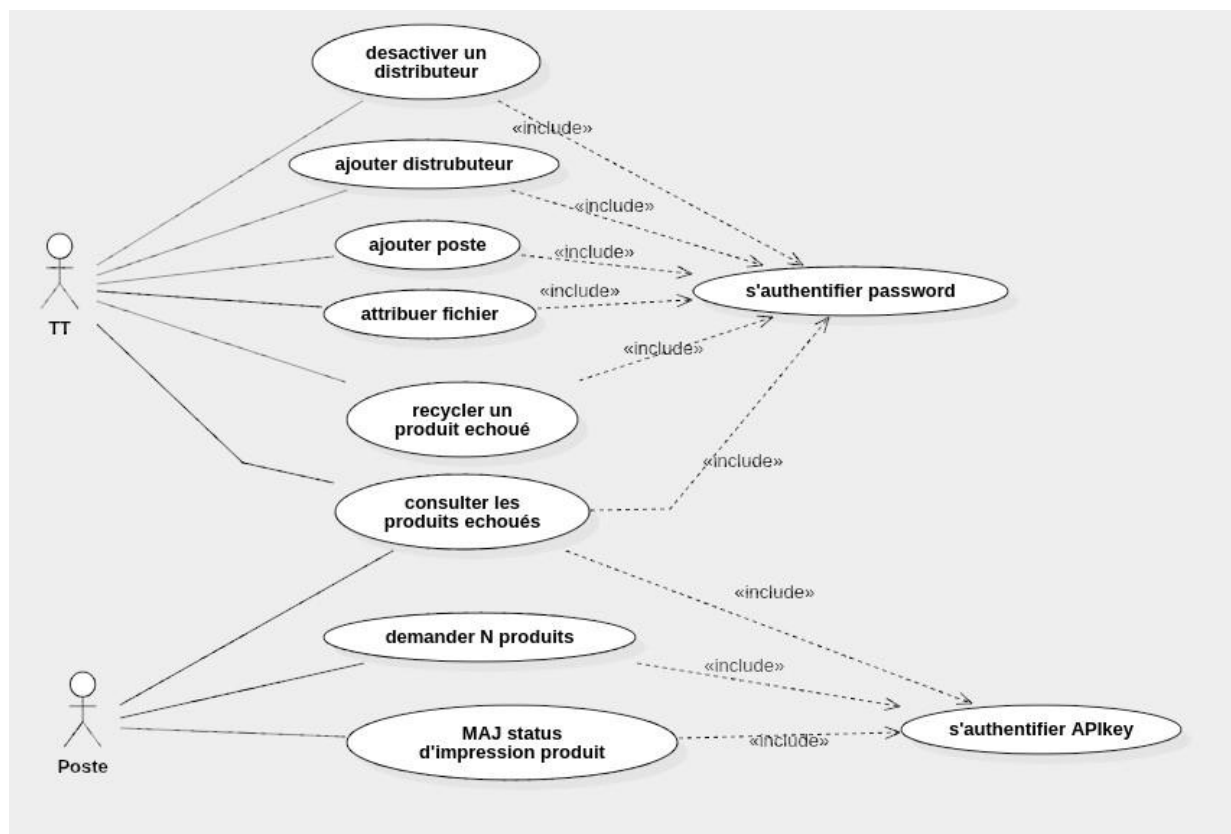 desactiver un
distributeur
«include»
ajouter distrubuteur
«include»
ajouter poste
«include»
s'authentifier password
attribuer fichier
«include»
TT
«include»
recycler un
produit echoué
«include»
consulter les
produits echoués
«include»
demander N produits
«include»
MAJ status
d'impression produit
«include»
s'authentifier APIkey
Poste